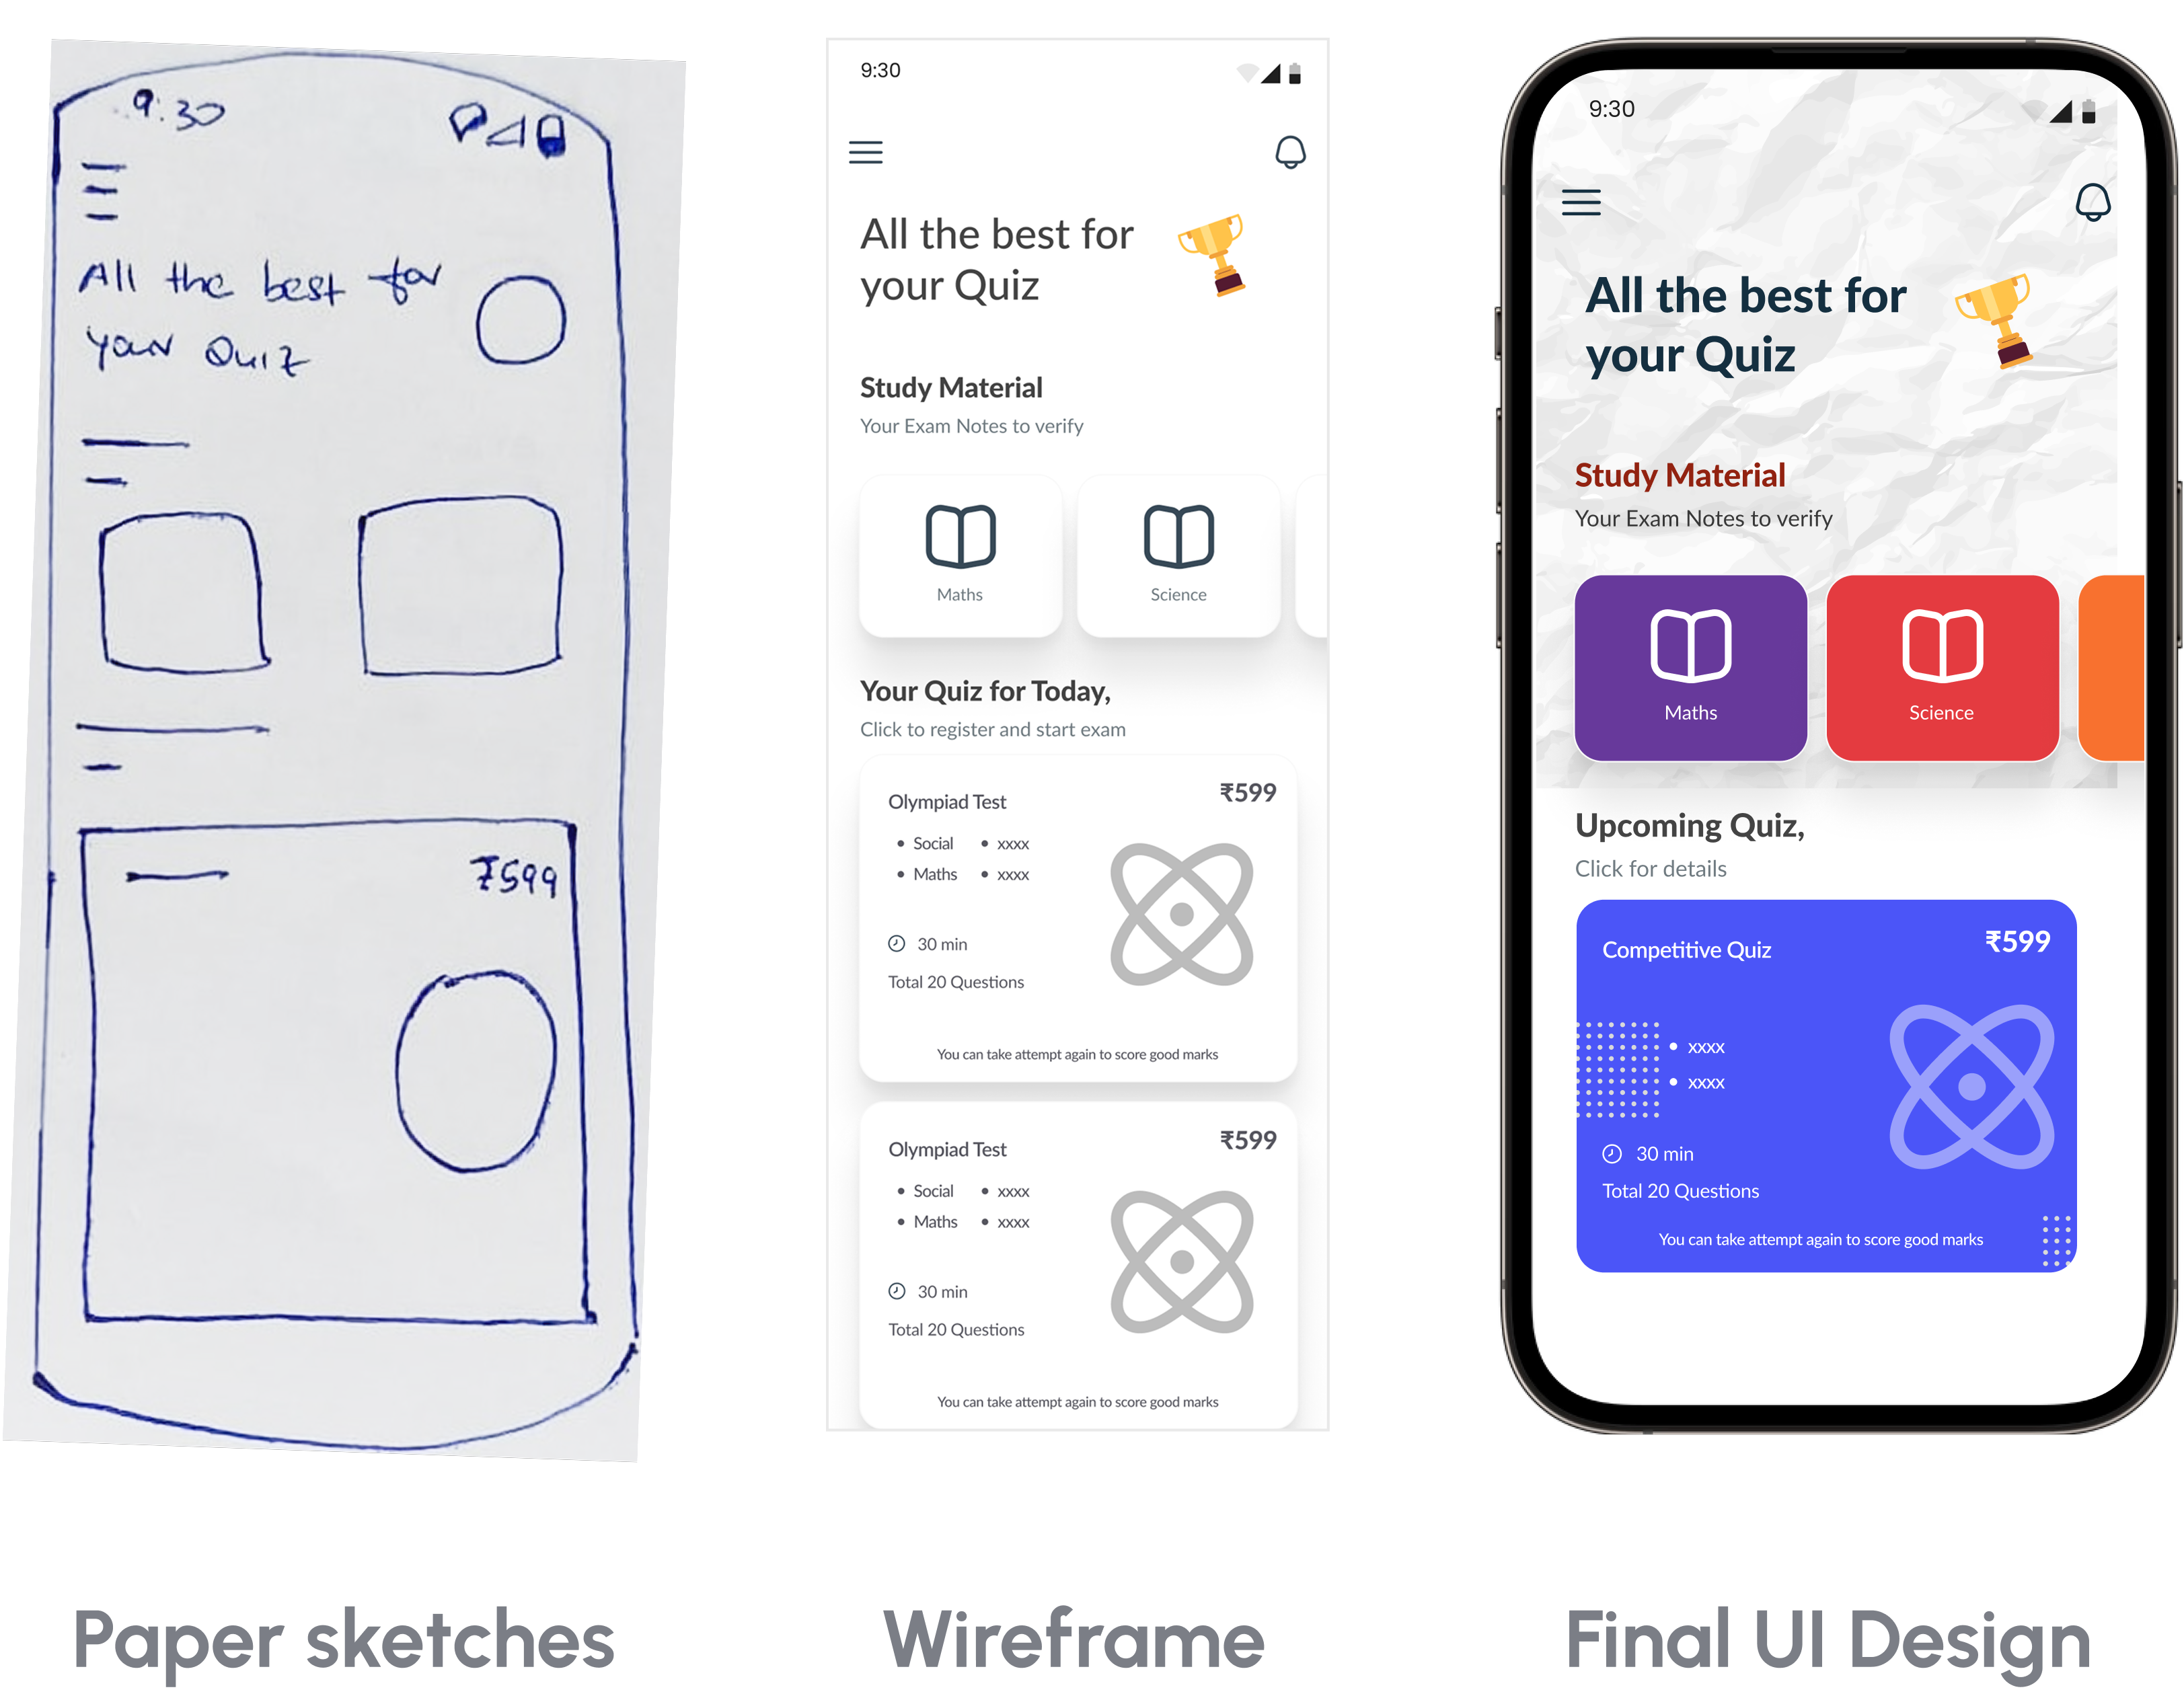 9:30
All the best for
your Quiz
₹599
Paper sketches
9:30
All the best for
your Quiz
Study Material
Your Exam Notes to verify
Maths
Science
Your Quiz for Today,
Click to register and start exam
Olympiad Test
₹599
• Social • xxxx
• Maths • xxxx
30 min
Total 20 Questions
You can take attempt again to score good marks
Olympiad Test
₹599
• Social • xxxx
• Maths • xxxx
30 min
Total 20 Questions
You can take attempt again to score good marks
Wireframe
9:30
All the best for
your Quiz
Study Material
Your Exam Notes to verify
Maths
Science
Upcoming Quiz,
Click for details
Competitive Quiz
₹599
• xxxx
• xxxx
30 min
Total 20 Questions
You can take attempt again to score good marks
Final UI Design